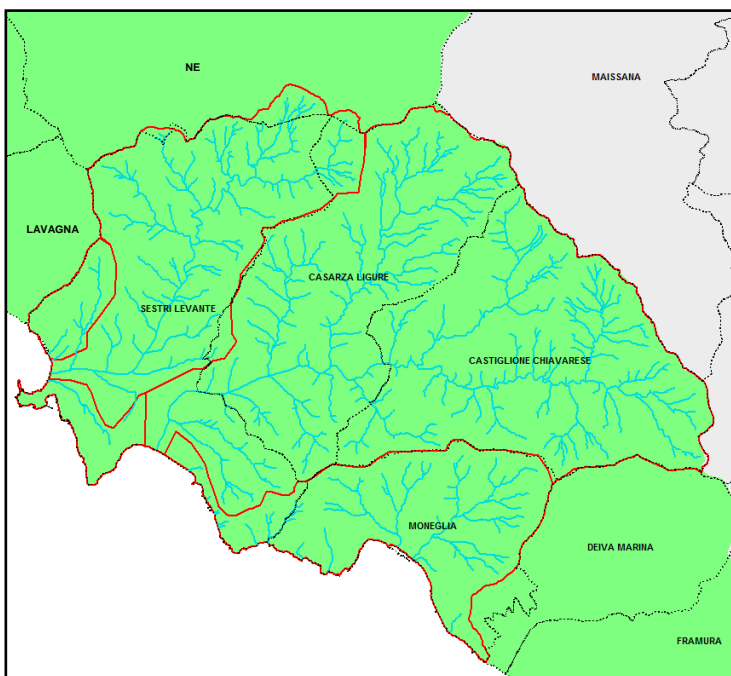 NE
MAISSANA
LAVAGNA
CASARZA LIGURE
SESTRI LEVANTE
CASTIGLIONE CHIAVARESE
MONEGLIA
DEIVA MARINA
FRAMURA